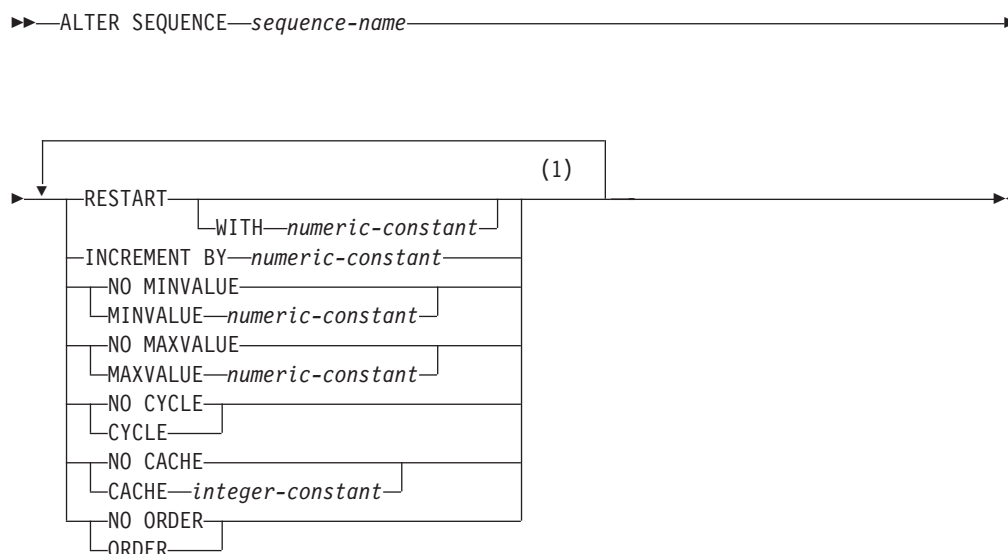 ALTER SEQUENCE sequence-name
(1)
RESTART
WITH numeric-constant
INCREMENT BY numeric-constant
NO MINVALUE
MINVALUE numeric-constant
NO MAXVALUE
MAXVALUE numeric-constant
NO CYCLE
CYCLE
NO CACHE
CACHE integer-constant
NO ORDER
ORDER